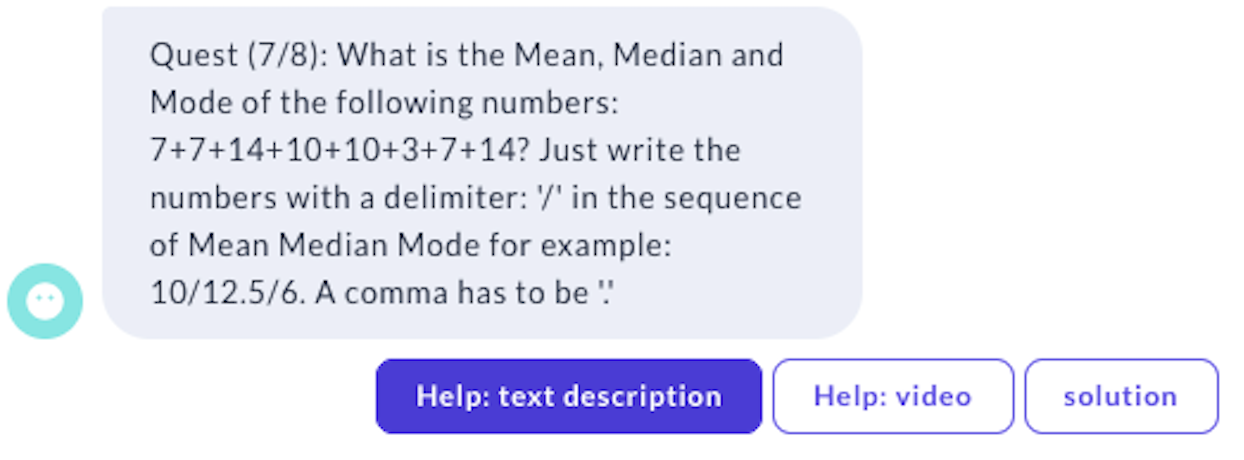 Quest (7/8): What is the Mean, Median and
Mode of the following numbers:
7+7+14+10+10+3+7+14? Just write the
numbers with a delimiter: '/' in the sequence
of Mean Median Mode for example:
10/12.5/6. A comma has to be '.'
Help: text description
Help: video
solution